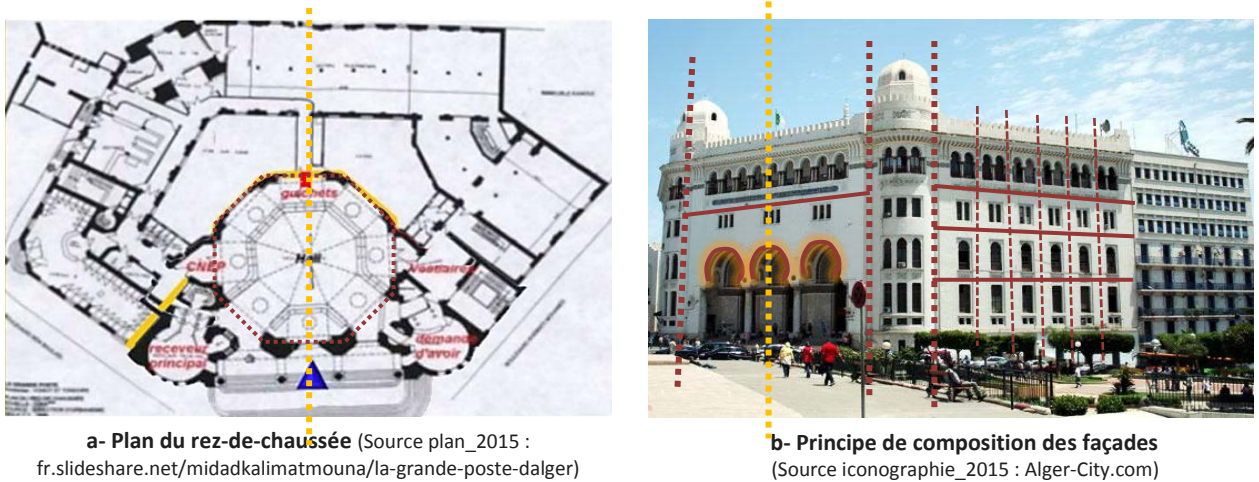 guichets
Hall
CNEP
Vestiaires
receveur
principal
demande
d'avoir
a- Plan du rez-de-chaussée (Source plan_2015 :
fr.slideshare.net/midadkalimatmouna/la-grande-poste-dalger)
b- Principe de composition des façades
(Source iconographie_2015 : Alger-City.com)